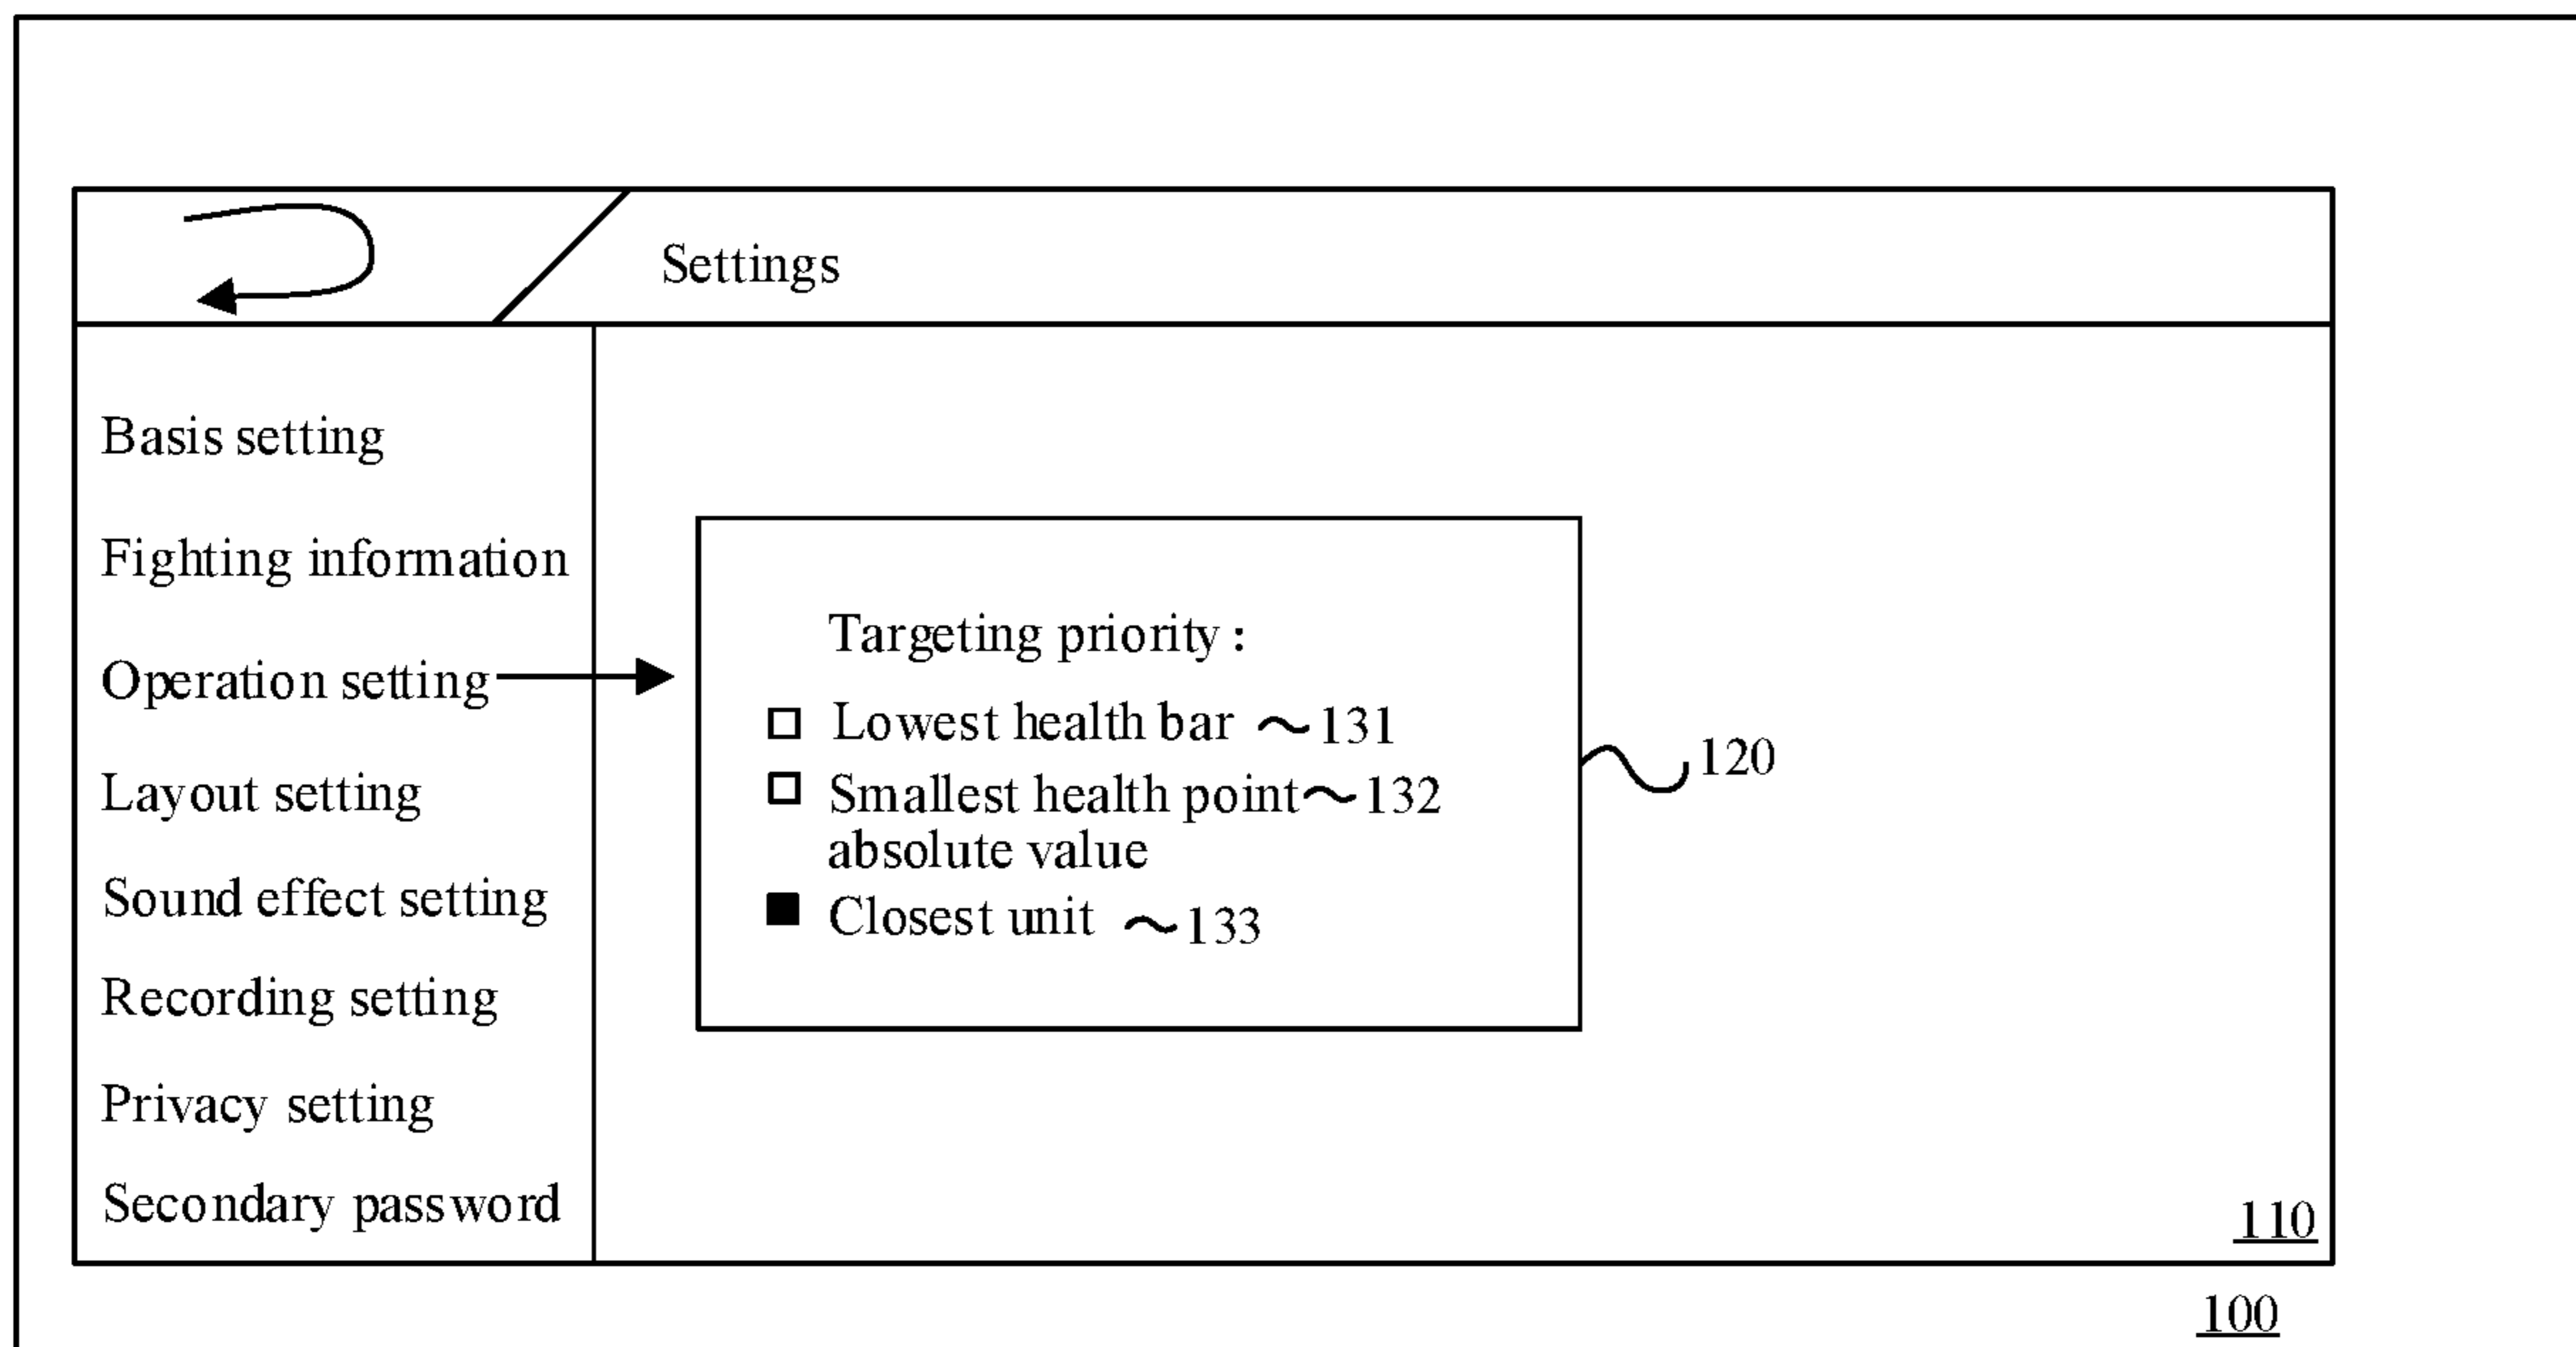 Settings
Basis setting
Fighting information
Operation setting
Layout setting
Sound effect setting
Recording setting
Privacy setting
Secondary password
Targeting priority:
Lowest health bar 131
Smallest health point 132
absolute value
Closest unit 133
120
110
100